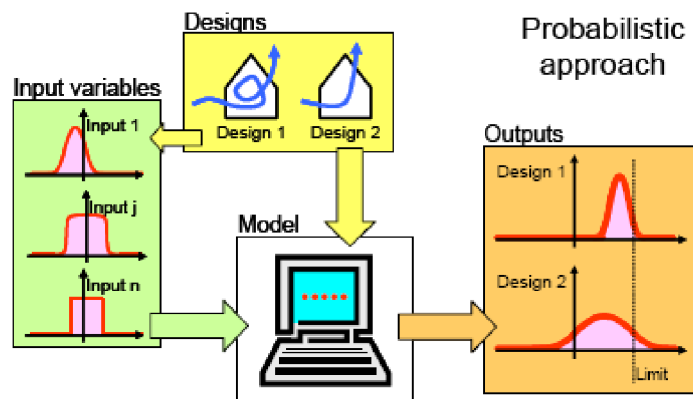 Designs
Probabilistic
approach
Input variables
Design 1
Design 2
Input 1
Input j
Input n
Model
Outputs
Design 1
Design 2
Limit